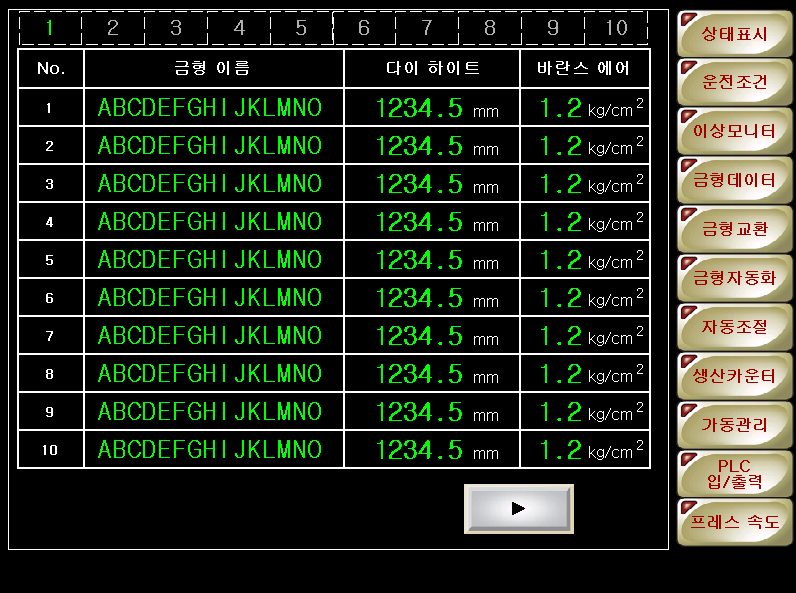 1 2 3 4 5 6 7 8 9 10
No. 금형 이름 다이 하이트 바란스 에어
1 ABCDEFGHIJKLMNO 1234.5 mm 1.2 kg/cm²
2 ABCDEFGHIJKLMNO 1234.5 mm 1.2 kg/cm²
3 ABCDEFGHIJKLMNO 1234.5 mm 1.2 kg/cm²
4 ABCDEFGHIJKLMNO 1234.5 mm 1.2 kg/cm²
5 ABCDEFGHIJKLMNO 1234.5 mm 1.2 kg/cm²
6 ABCDEFGHIJKLMNO 1234.5 mm 1.2 kg/cm²
7 ABCDEFGHIJKLMNO 1234.5 mm 1.2 kg/cm²
8 ABCDEFGHIJKLMNO 1234.5 mm 1.2 kg/cm²
9 ABCDEFGHIJKLMNO 1234.5 mm 1.2 kg/cm²
10 ABCDEFGHIJKLMNO 1234.5 mm 1.2 kg/cm²
상태표시
운전조건
이상모니터
금형데이터
금형교환
금형자동화
자동조절
생산카운터
가동관리
PLC
입/출력
프레스 속도